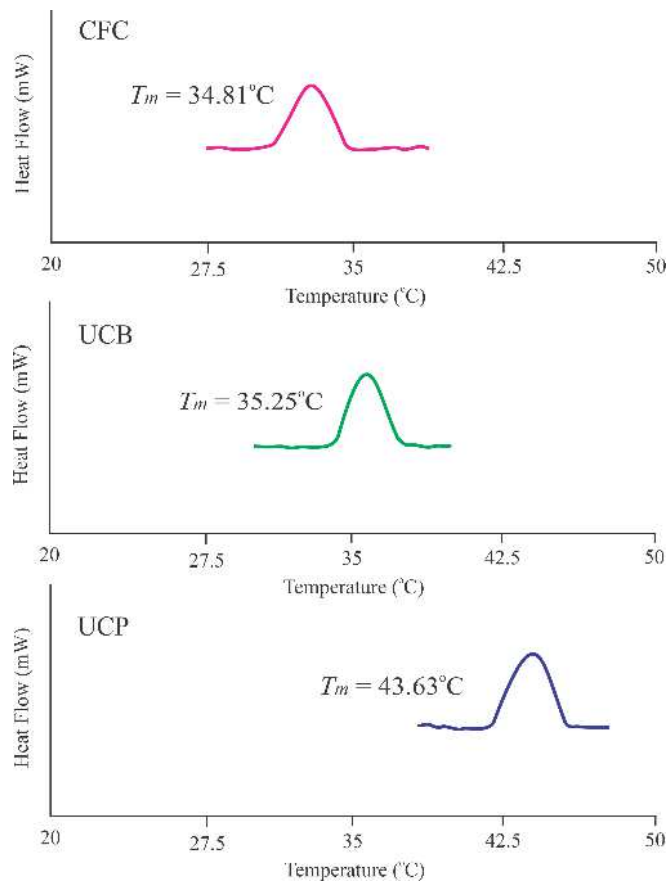 CFC
Tm = 34.81°C
Heat Flow (mW)
20 27.5 35 42.5 50
Temperature (°C)
UCB
Tm = 35.25°C
Heat Flow (mW)
20 27.5 35 42.5 50
Temperature (°C)
UCP
Tm = 43.63°C
Heat Flow (mW)
20 27.5 35 42.5 50
Temperature (°C)